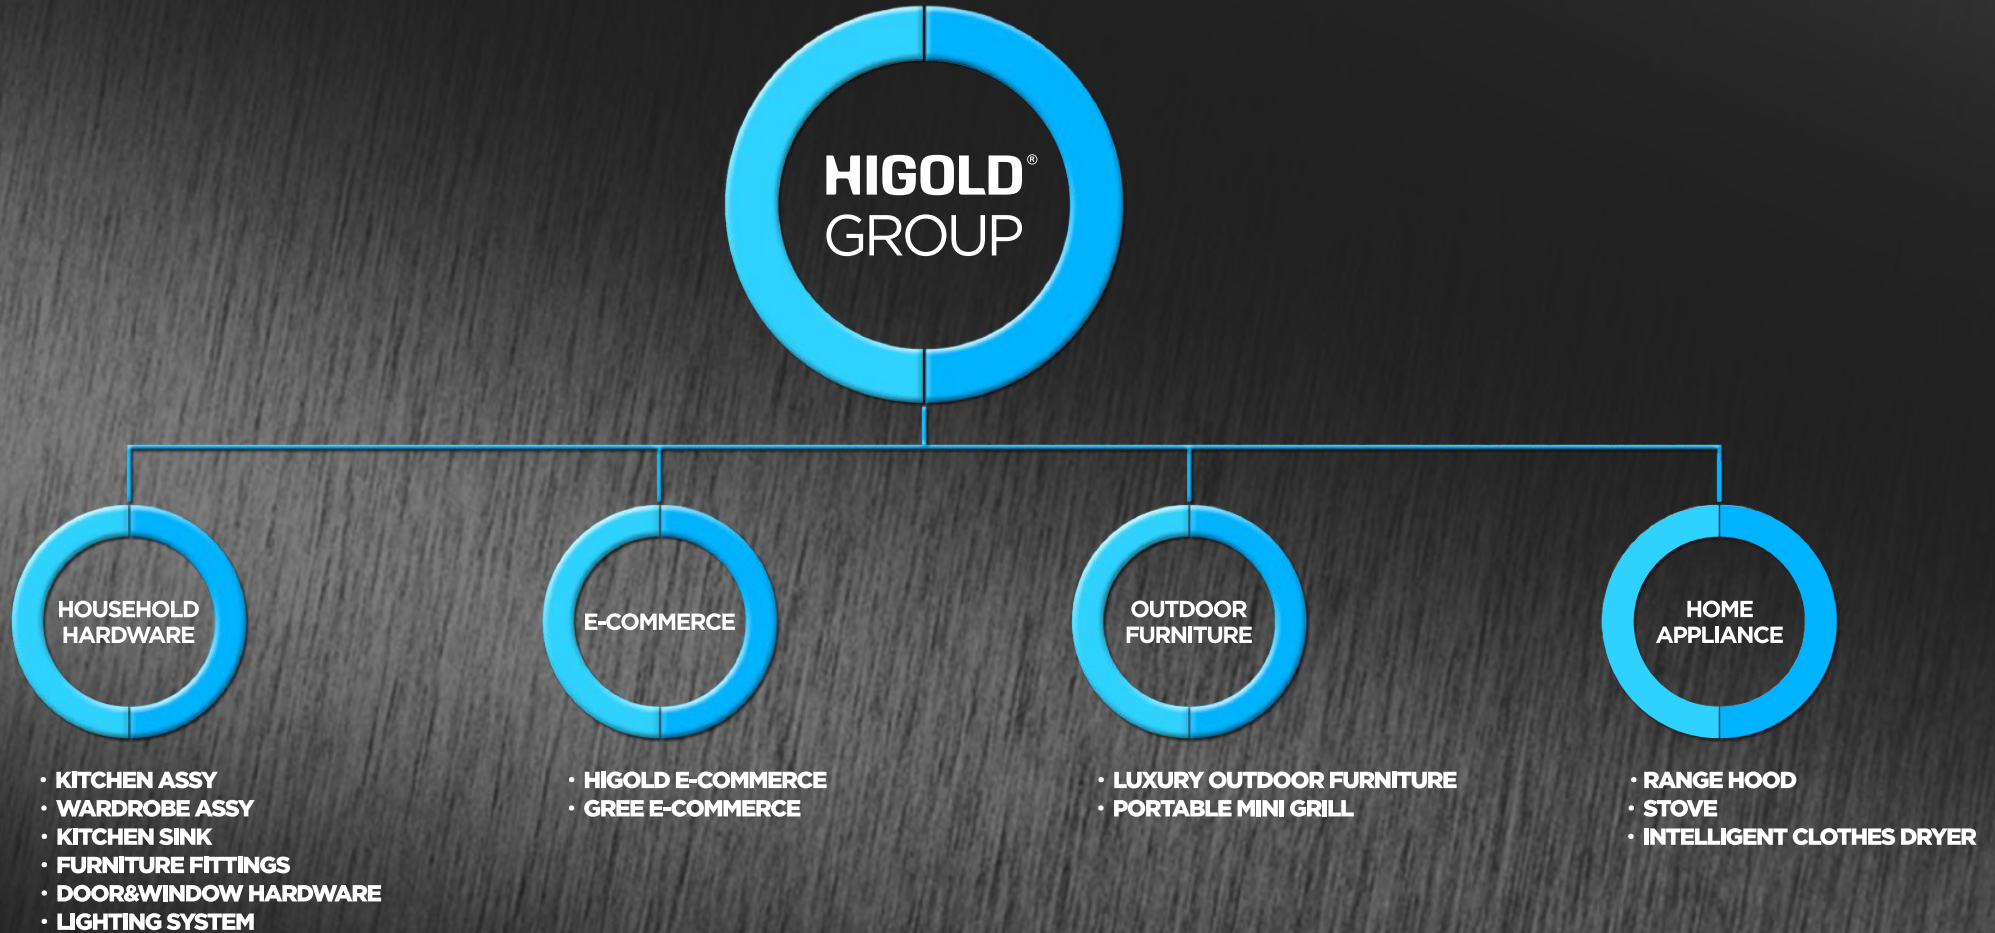 HIGOLD®
GROUP
HOUSEHOLD
HARDWARE
· KITCHEN ASSY
· WARDROBE ASSY
· KITCHEN SINK
· FURNITURE FITTINGS
· DOOR&WINDOW HARDWARE
· LIGHTING SYSTEM
E-COMMERCE
· HIGOLD E-COMMERCE
· GREE E-COMMERCE
OUTDOOR
FURNITURE
· LUXURY OUTDOOR FURNITURE
· PORTABLE MINI GRILL
HOME
APPLIANCE
· RANGE HOOD
· STOVE
· INTELLIGENT CLOTHES DRYER